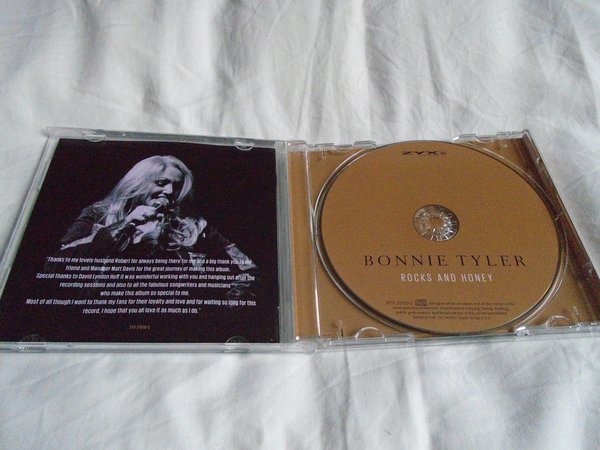 "Thanks to my lovely husband Robert for always being there for me and a big thank you to my
friend and Manager Matt Davis for the great journey of making this album.
Special thanks to David Lyndon Huff it was wonderful working with you and hanging out after the
recording sessions and also to all the fabulous songwriters and musicians
who make this album so special to me.
Most of all though I want to thank my fans for their loyalty and love and for waiting so long for this
record. I hope that you all love it as much as I do."
ZYX
BONNIE TYLER
ROCKS AND HONEY